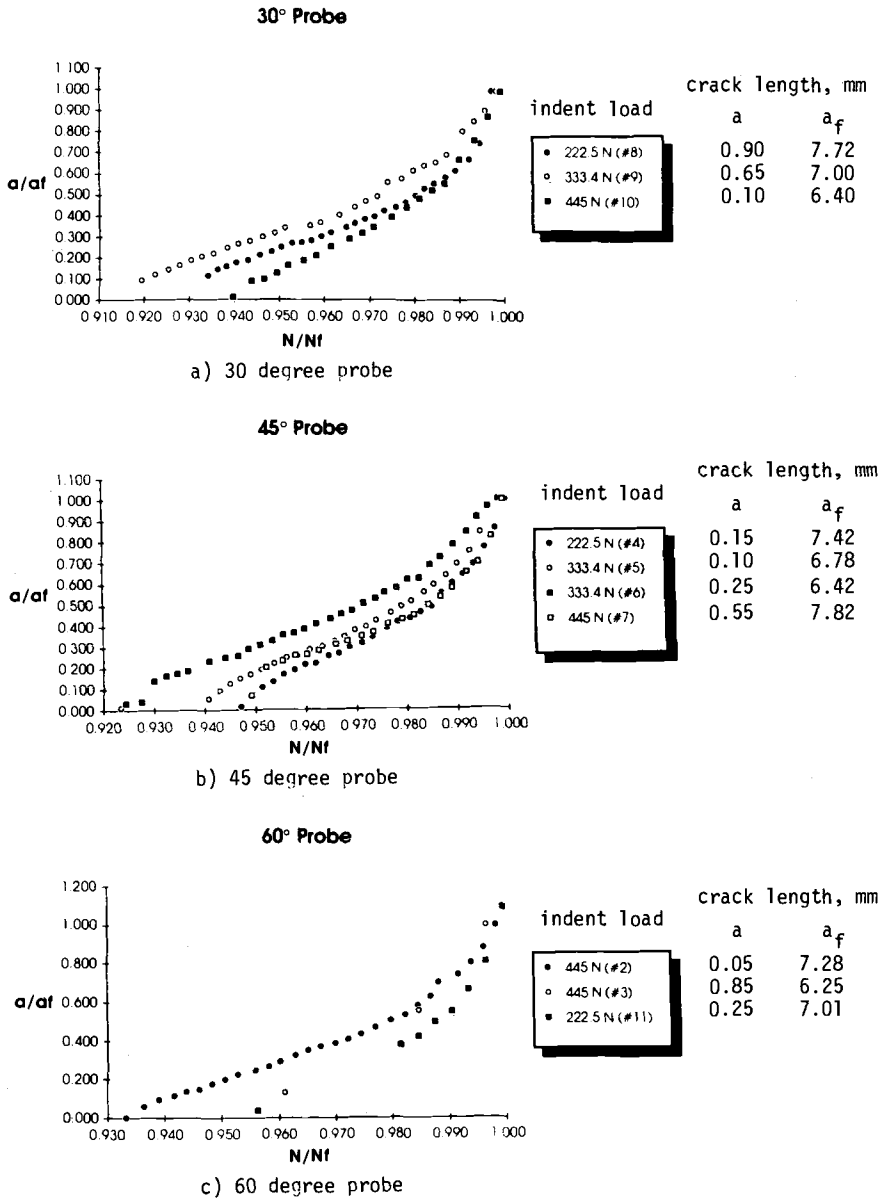 30° Probe
1 100
1.000
0.900
0.800
0.700
0.600
0.500
0.400
0.300
0.200
0.100
0 000
a/af
0 910 0 920 0.930 0.940 0 950 0 960 0.970 0.980 0.990 1.000
N/Nf
indent load
• 222.5 N (#8)
○ 333.4 N (#9)
■ 445 N (#10)
crack length, mm
a af
0.90 7.72
0.65 7.00
0.10 6.40
a) 30 degree probe
45° Probe
1.100
1 000
0.900
0.800
0.700
0.600
0.500
0.400
0.300
0.200
0.100
0.000
a/af
0 920 0 930 0.940 0 950 0 960 0 970 0.980 0.990 1.000
N/Nf
indent load
• 222.5 N (#4)
○ 333.4 N (#5)
■ 333.4 N (#6)
□ 445 N (#7)
crack length, mm
a af
0.15 7.42
0.10 6.78
0.25 6.42
0.55 7.82
b) 45 degree probe
60° Probe
1.200
1.000
0.800
0.600
0.400
0.200
0.000
a/af
0.930 0.940 0.950 0.960 0.970 0.980 0.990 1 000
N/Nf
indent load
• 445 N (#2)
○ 445 N (#3)
■ 222.5 N (#11)
crack length, mm
a af
0.05 7.28
0.85 6.25
0.25 7.01
c) 60 degree probe